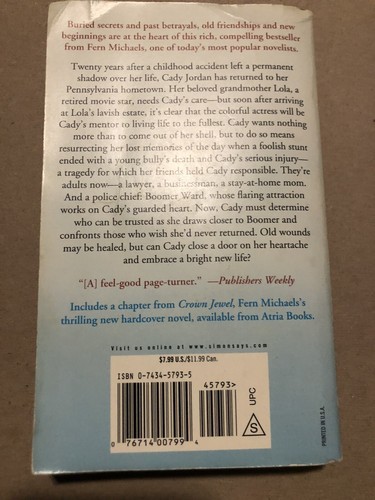 Buried secrets and past betrayals, old friendships and new
beginnings are at the heart of this rich, compelling bestseller
from Fern Michaels, one of today's most popular novelists.
Twenty years after a childhood accident left a permanent
shadow over her life, Cady Jordan has returned to her
Pennsylvania hometown. Her beloved grandmother Lola, a
retired movie star, needs Cady's care—but soon after arriving
at Lola's lavish estate, it's clear that the colorful actress will be
Cady's mentor to living life to the fullest. Cady wants nothing
more than to come out of her shell, but to do so means
resurrecting her lost memories of the day when a foolish stunt
ended with a young bully's death and Cady's serious injury—
a tragedy for which her friends held Cady responsible. They're
adults now—a lawyer, a businessman, a stay-at-home mom.
And a police chief: Boomer Ward, whose flaring attraction
works on Cady's guarded heart. Now, Cady must determine
who can be trusted as she draws closer to Boomer and
confronts those who wish she'd never returned. Old wounds
may be healed, but can Cady close a door on her heartache
and embrace a bright new life?
"[A] feel-good page-turner." —Publishers Weekly
Includes a chapter from Crown Jewel, Fern Michaels's
thrilling new hardcover novel, available from Atria Books.
Visit us online at www.simonsays.com
$7.99 U.S./$11.99 Can.
ISBN 0-7434-5793-5
45793>
0 76714 00799 4
S
UPC
PRINTED IN U.S.A.